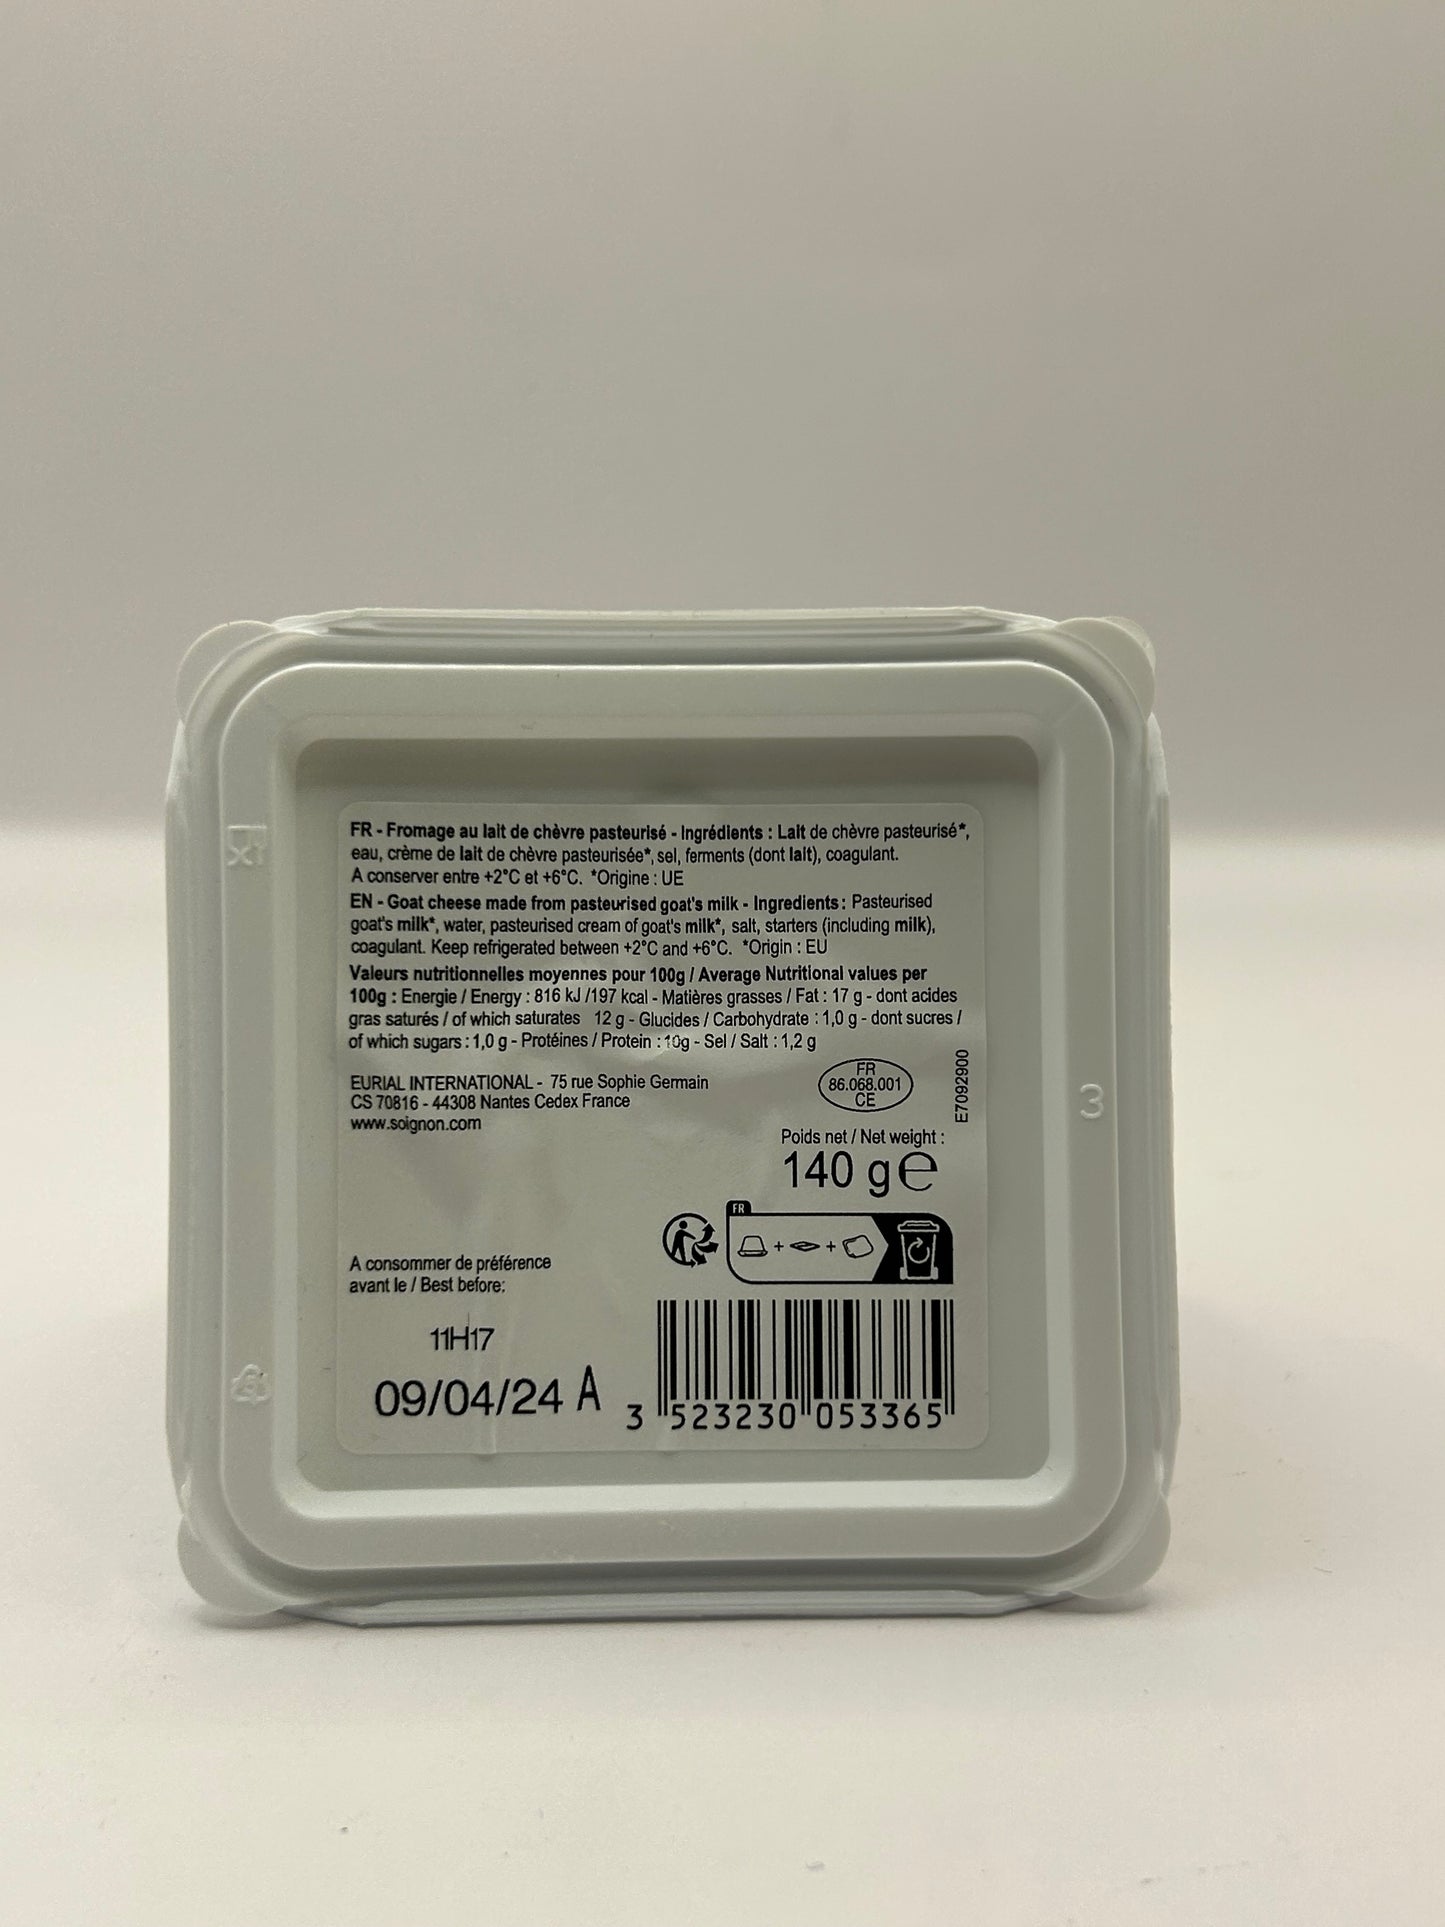 FR - Fromage au lait de chèvre pasteurisé - Ingrédients : Lait de chèvre pasteurisé*,
eau, crème de lait de chèvre pasteurisée*, sel, ferments (dont lait), coagulant.
A conserver entre +2°C et +6°C. *Origine : UE
EN - Goat cheese made from pasteurised goat's milk - Ingredients : Pasteurised
goat's milk*, water, pasteurised cream of goat's milk*, salt, starters (including milk),
coagulant. Keep refrigerated between +2°C and +6°C. *Origin : EU
Valeurs nutritionnelles moyennes pour 100g / Average Nutritional values per
100g : Energie / Energy : 816 kJ /197 kcal - Matières grasses / Fat : 17 g - dont acides
gras saturés / of which saturates 12 g - Glucides / Carbohydrate : 1,0 g - dont sucres /
of which sugars : 1,0 g - Protéines / Protein : 10g - Sel / Salt : 1,2 g
EURIAL INTERNATIONAL - 75 rue Sophie Germain
CS 70816 - 44308 Nantes Cedex France
www.soignon.com
FR
86.068.001
CE
E7092900
3
Poids net / Net weight :
140 g e
FR
A consommer de préférence
avant le / Best before:
11H17
09/04/24 A
3 523230 053365